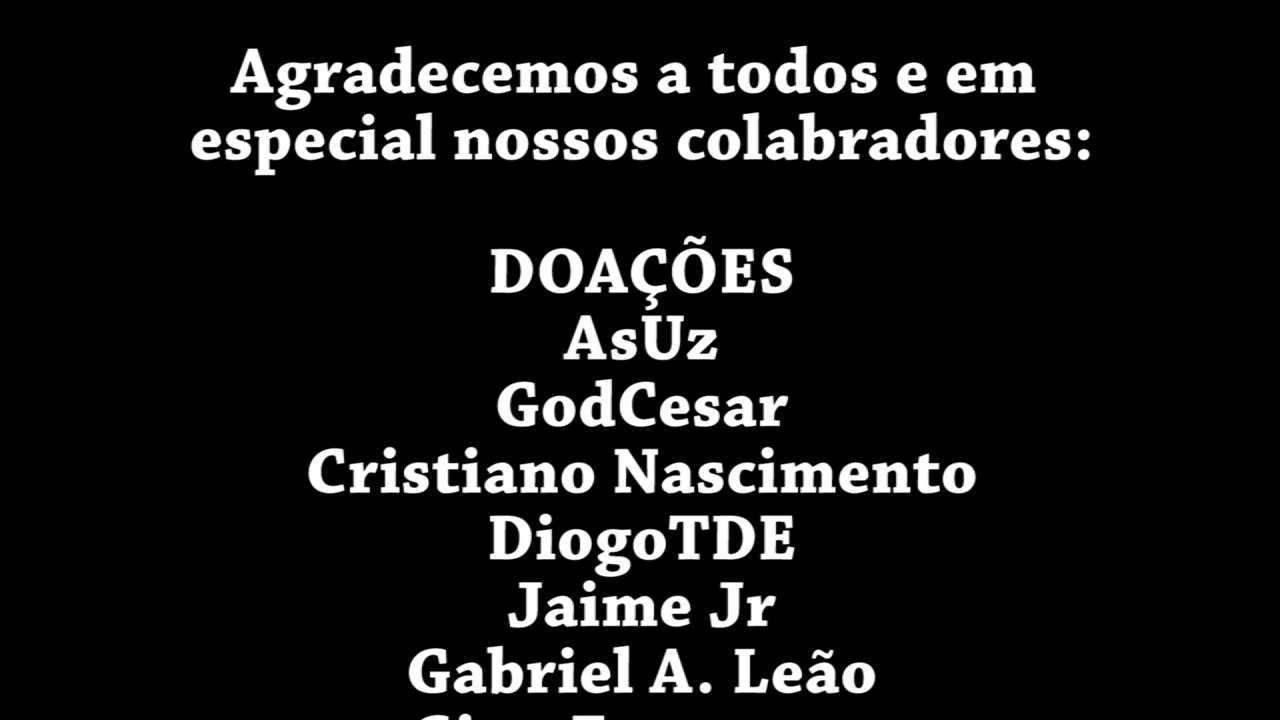 Agradecemos a todos e em
especial nossos colabradores:
DOAÇÕES
AsUz
GodCesar
Cristiano Nascimento
DiogoTDE
Jaime Jr
Gabriel A. Leão